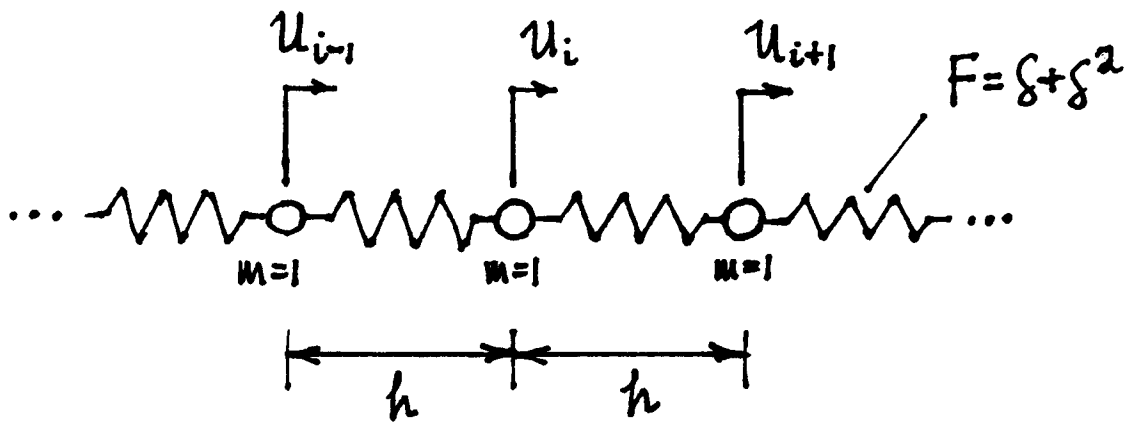 u_{i-1} u_i u_{i+1} F=δ+δ²
... ...
m=1 m=1 m=1
h h